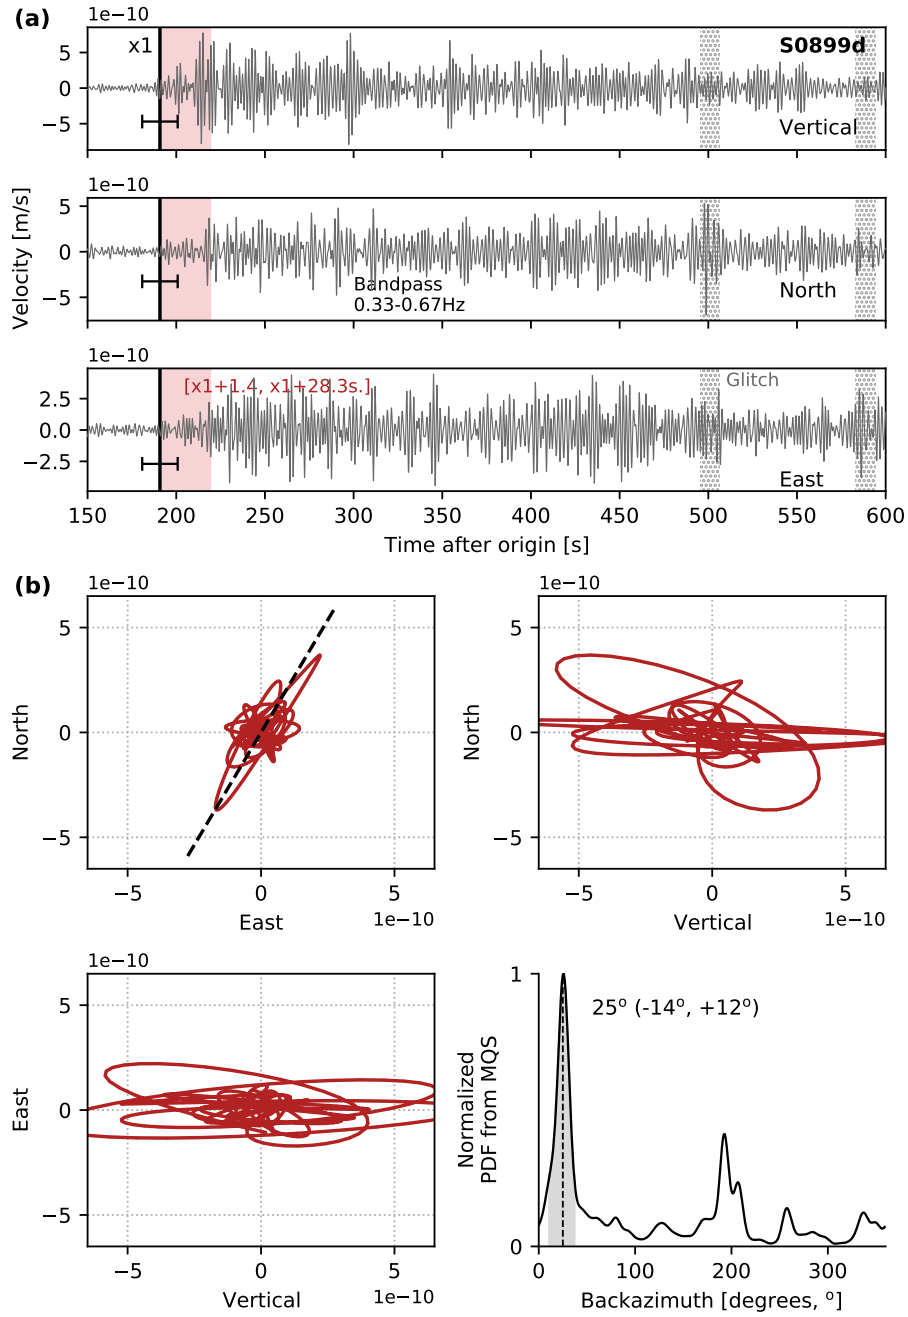 (a)
1e−10
x1
S0899d
5
0
−5
Vertical
1e−10
5
0
−5
Velocity [m/s]
Bandpass
0.33-0.67Hz
North
1e−10
[x1+1.4, x1+28.3s.]
Glitch
2.5
0.0
−2.5
East
150 200 250 300 350 400 450 500 550 600
Time after origin [s]
(b)
1e−10
5
0
−5
North
−5 0 5
East
1e−10
1e−10
5
0
−5
North
−5 0 5
Vertical
1e−10
1e−10
5
0
−5
East
−5 0 5
Vertical
1e−10
1
0
Normalized
PDF from MQS
25° (-14°, +12°)
0 100 200 300
Backazimuth [degrees, °]